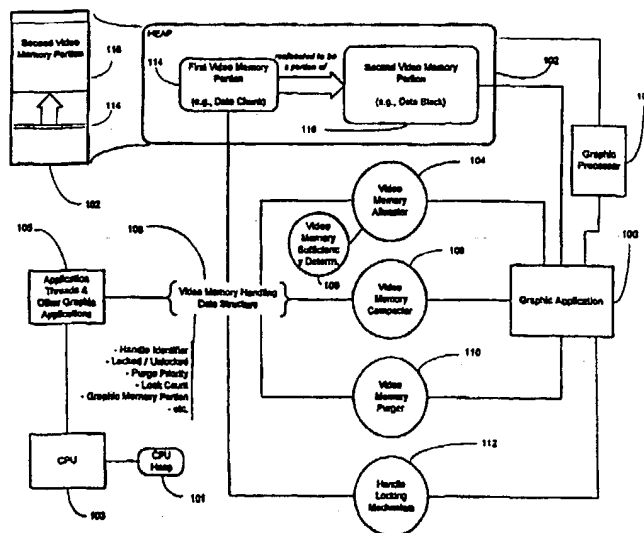 Second Video
Memory Portion
116
114
102
HEAP
114
First Video Memory
Portion
(e.g., Data Chunk)
reallocated to be
a portion of
Second Video Memory
Portion
(e.g., Data Block)
116
102
Graphic
Processor
104
Video
Memory
Allocator
Video
Memory
Sufficienc
y Determ.
105
Application
Threads &
Other Graphic
Applications
Video Memory Handling
Data Structure
- Handle Identifier
- Locked / Unlocked
- Purge Priority
- Lock Count
- Graphic Memory Portion
- etc.
108
Video
Memory
Compacter
100
Graphic Application
110
Video
Memory
Purger
112
Handle
Locking
Mechanism
CPU
103
CPU
Heap
101